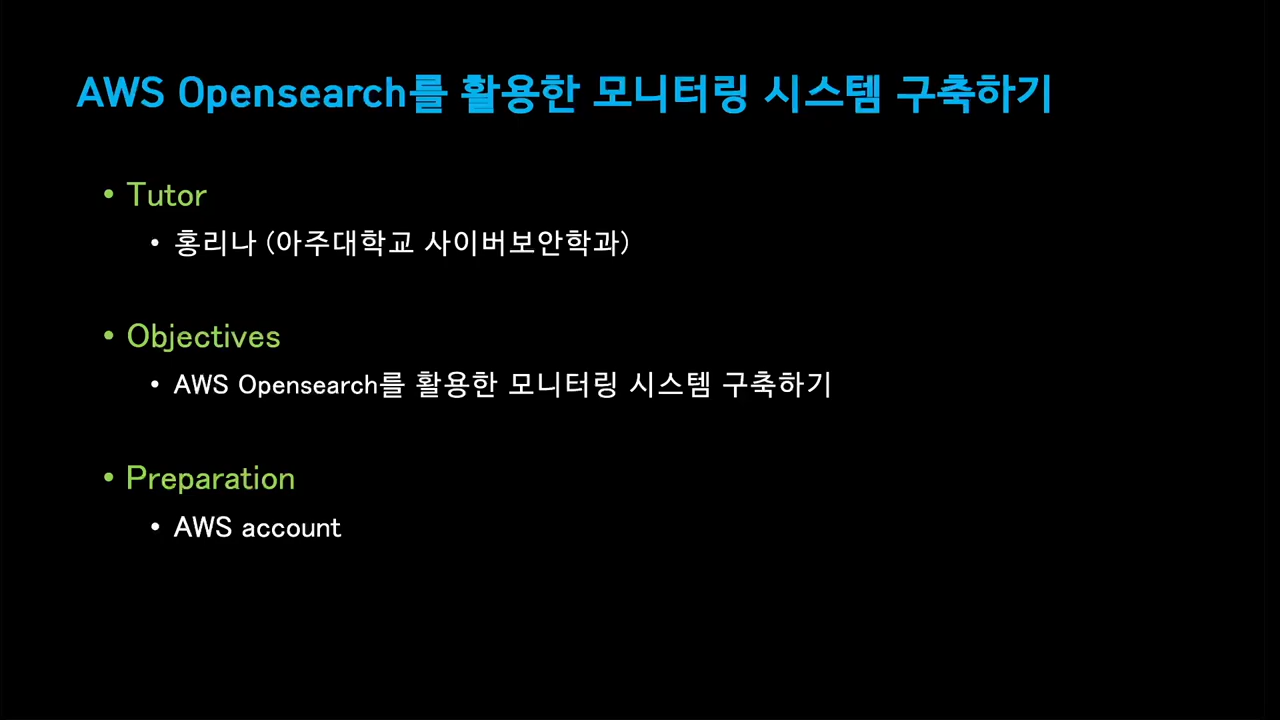 AWS Opensearch를 활용한 모니터링 시스템 구축하기
• Tutor
• 홍리나 (아주대학교 사이버보안학과)
• Objectives
• AWS Opensearch를 활용한 모니터링 시스템 구축하기
• Preparation
• AWS account